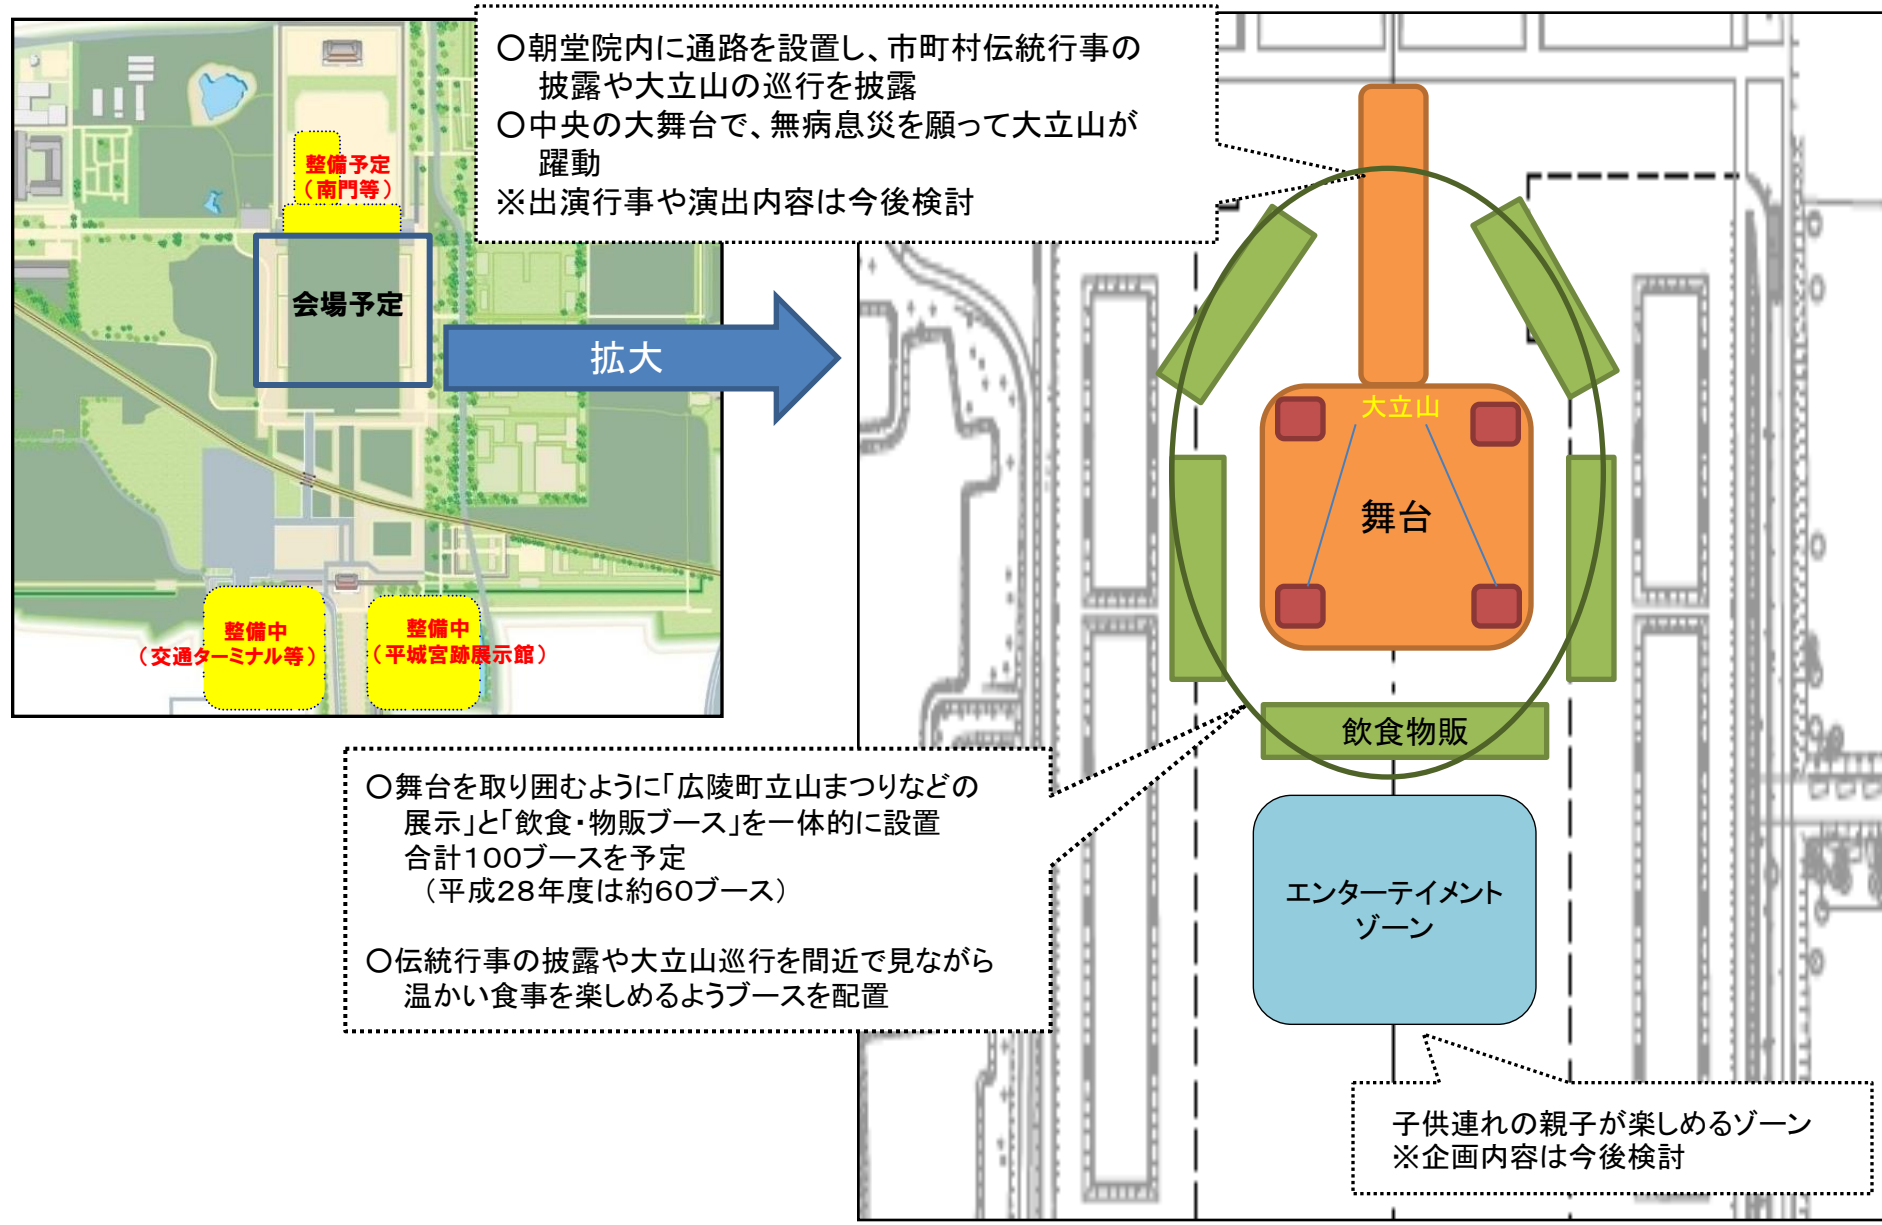 〇朝堂院内に通路を設置し、市町村伝統行事の
披露や大立山の巡行を披露
〇中央の大舞台で、無病息災を願って大立山が
躍動
※出演行事や演出内容は今後検討
整備予定
（南門等）
会場予定
拡大
整備中
（交通ターミナル等）
整備中
（平城宮跡展示館）
大立山
舞台
飲食物販
〇舞台を取り囲むように「広陵町立山まつりなどの
展示」と「飲食・物販ブース」を一体的に設置
合計１００ブースを予定
（平成２８年度は約６０ブース）
〇伝統行事の披露や大立山巡行を間近で見ながら
温かい食事を楽しめるようブースを配置
エンターテイメント
ゾーン
子供連れの親子が楽しめるゾーン
※企画内容は今後検討